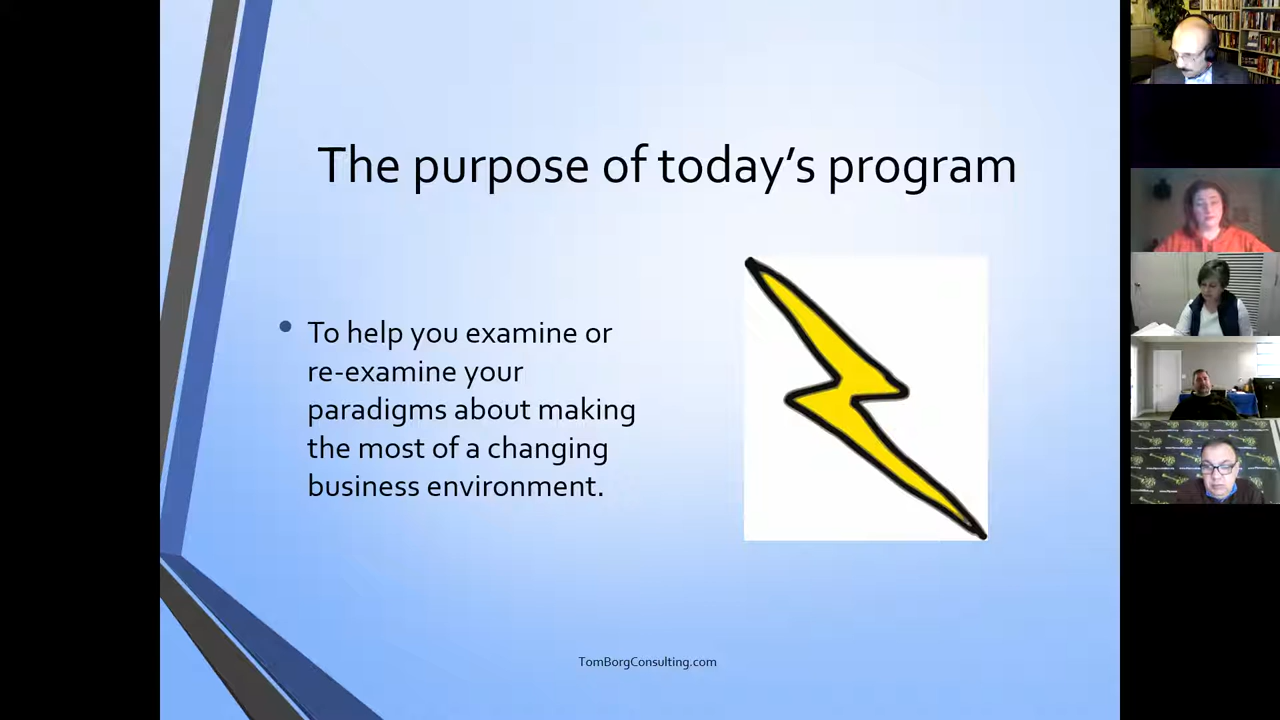 The purpose of today’s program
• To help you examine or
re-examine your
paradigms about making
the most of a changing
business environment.
TomBorgConsulting.com